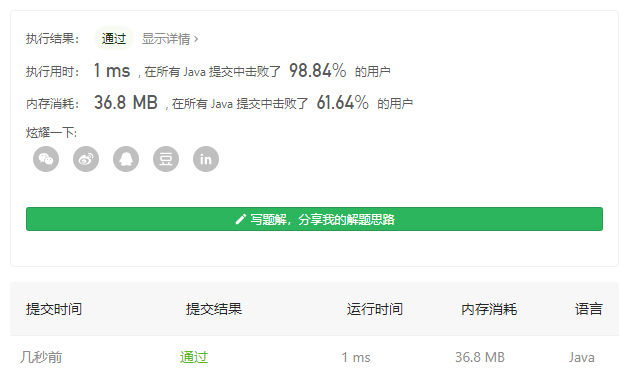 执行结果： 通过 显示详情 ›
执行用时： 1 ms , 在所有 Java 提交中击败了 98.84% 的用户
内存消耗： 36.8 MB , 在所有 Java 提交中击败了 61.64% 的用户
炫耀一下:
豆 in
写题解，分享我的解题思路
提交时间 提交结果 运行时间 内存消耗 语言
几秒前 通过 1 ms 36.8 MB Java